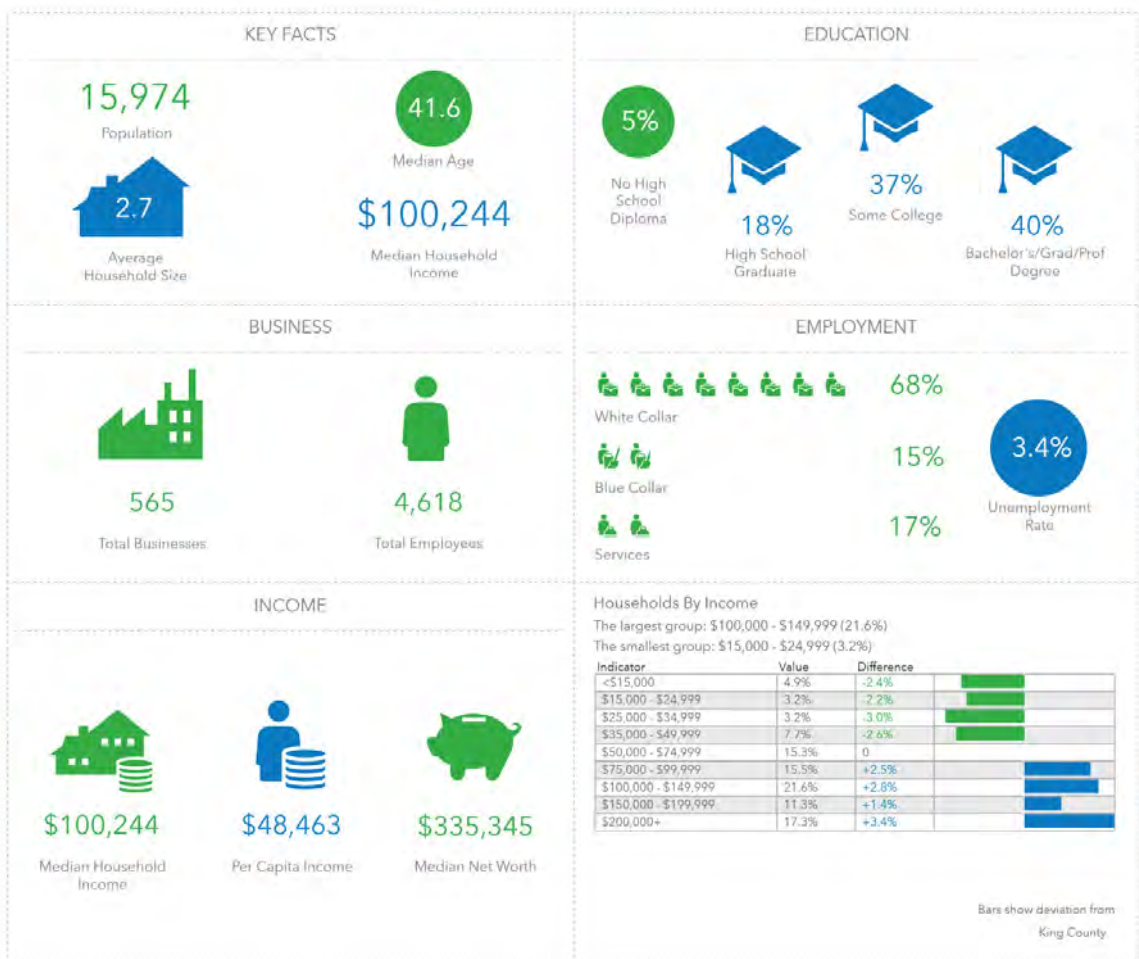 KEY FACTS
15,974
Population
41.6
Median Age
2.7
Average
Household Size
$100,244
Median Household
Income
EDUCATION
5%
No High
School
Diploma
18%
High School
Graduate
37%
Some College
40%
Bachelor's/Grad/Prof
Degree
BUSINESS
565
Total Businesses
4,618
Total Employees
EMPLOYMENT
68%
White Collar
15%
Blue Collar
17%
Services
3.4%
Unemployment
Rate
INCOME
$100,244
Median Household
Income
$48,463
Per Capita Income
$335,345
Median Net Worth
Households By Income
The largest group: $100,000 - $149,999 (21.6%)
The smallest group: $15,000 - $24,999 (3.2%)
Indicator Value Difference
<$15,000 4.9% -2.4%
$15,000 - $24,999 3.2% -2.2%
$25,000 - $34,999 3.2% -3.0%
$35,000 - $49,999 7.7% -2.6%
$50,000 - $74,999 15.3% 0
$75,000 - $99,999 15.5% +2.5%
$100,000 - $149,999 21.6% +2.8%
$150,000 - $199,999 11.3% +1.4%
$200,000+ 17.3% +3.4%
Bars show deviation from
King County